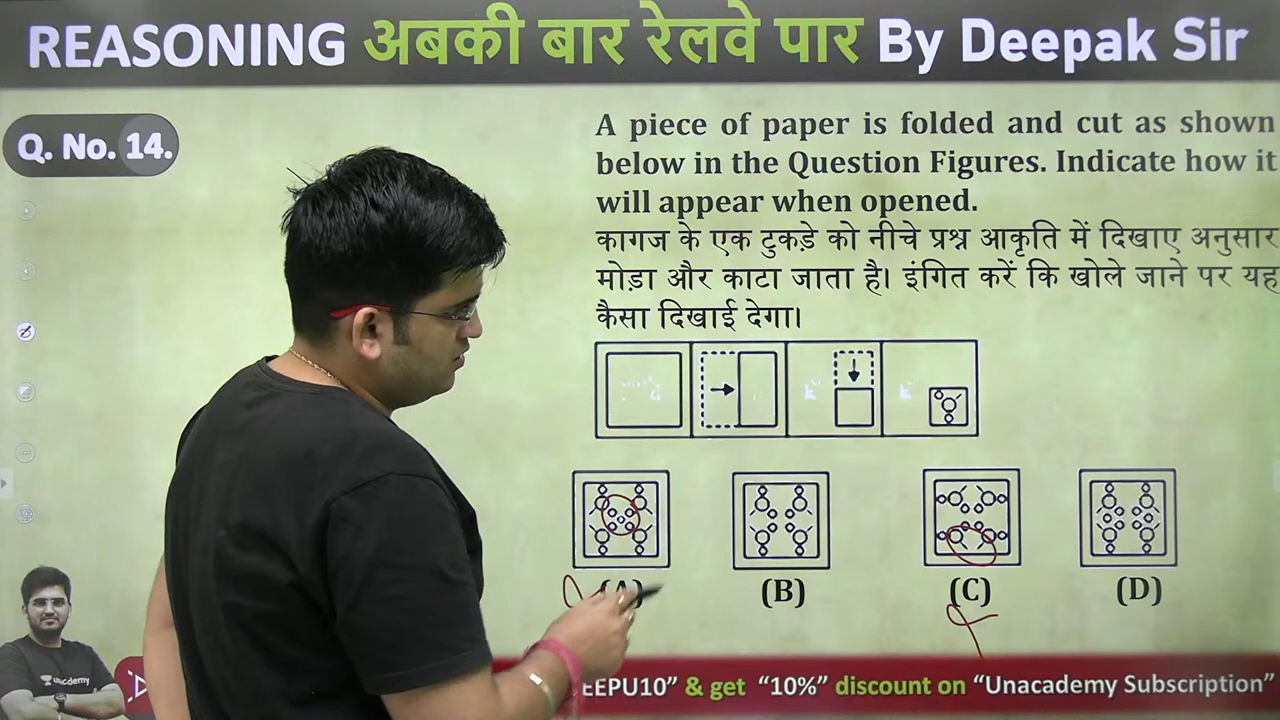 REASONING अबकी बार रेलवे पार By Deepak Sir
Q. No. 14.
A piece of paper is folded and cut as shown
below in the Question Figures. Indicate how it
will appear when opened.
कागज के एक टुकड़े को नीचे प्रश्न आकृति में दिखाए अनुसार
मोड़ा और काटा जाता है। इंगित करें कि खोले जाने पर यह
कैसा दिखाई देगा।
(A) (B) (C) (D)
unacademy
EEPU10” & get “10%” discount on “Unacademy Subscription”